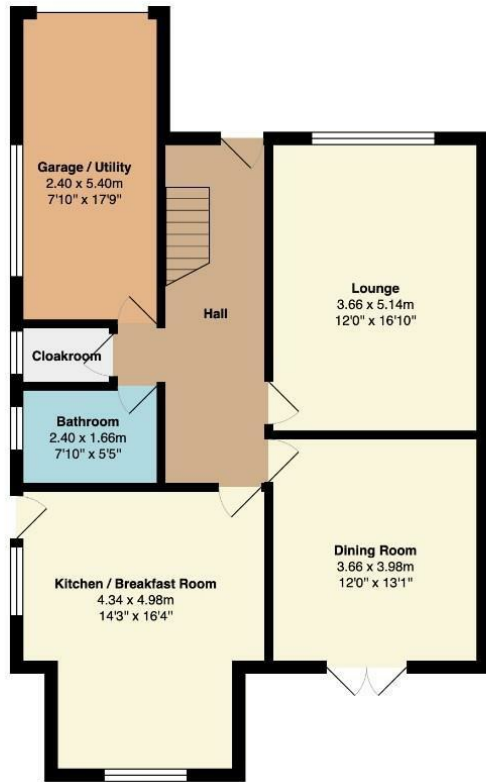 Garage / Utility
2.40 x 5.40m
7'10" x 17'9"
Hall
Lounge
3.66 x 5.14m
12'0" x 16'10"
Cloakroom
Bathroom
2.40 x 1.66m
7'10" x 5'5"
Kitchen / Breakfast Room
4.34 x 4.98m
14'3" x 16'4"
Dining Room
3.66 x 3.98m
12'0" x 13'1"